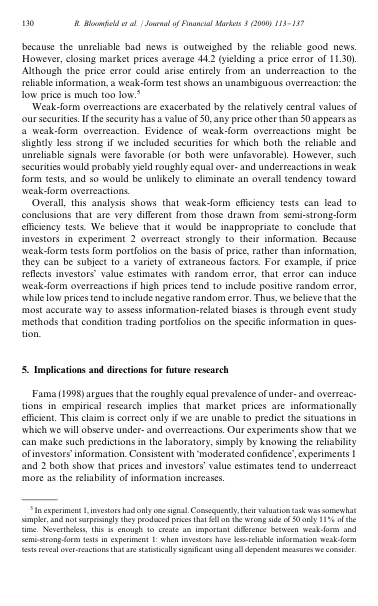 130 R. Bloomfield et al. / Journal of Financial Markets 3 (2000) 113–137
because the unreliable bad news is outweighed by the reliable good news.
However, closing market prices average 44.2 (yielding a price error of 11.30).
Although the price error could arise entirely from an underreaction to the
reliable information, a weak-form test shows an unambiguous overreaction: the
low price is much too low.5
Weak-form overreactions are exacerbated by the relatively central values of
our securities. If the security has a value of 50, any price other than 50 appears as
a weak-form overreaction. Evidence of weak-form overreactions might be
slightly less strong if we included securities for which both the reliable and
unreliable signals were favorable (or both were unfavorable). However, such
securities would probably yield roughly equal over- and underreactions in weak
form tests, and so would be unlikely to eliminate an overall tendency toward
weak-form overreactions.
Overall, this analysis shows that weak-form efficiency tests can lead to
conclusions that are very different from those drawn from semi-strong-form
efficiency tests. We believe that it would be inappropriate to conclude that
investors in experiment 2 overreact strongly to their information. Because
weak-form tests form portfolios on the basis of price, rather than information,
they can be subject to a variety of extraneous factors. For example, if price
reflects investors' value estimates with random error, that error can induce
weak-form overreactions if high prices tend to include positive random error,
while low prices tend to include negative random error. Thus, we believe that the
most accurate way to assess information-related biases is through event study
methods that condition trading portfolios on the specific information in ques-
tion.
5. Implications and directions for future research
Fama (1998) argues that the roughly equal prevalence of under- and overreac-
tions in empirical research implies that market prices are informationally
efficient. This claim is correct only if we are unable to predict the situations in
which we will observe under- and overreactions. Our experiments show that we
can make such predictions in the laboratory, simply by knowing the reliability
of investors' information. Consistent with 'moderated confidence', experiments 1
and 2 both show that prices and investors' value estimates tend to underreact
more as the reliability of information increases.
5 In experiment 1, investors had only one signal. Consequently, their valuation task was somewhat
simpler, and not surprisingly they produced prices that fell on the wrong side of 50 only 11% of the
time. Nevertheless, this is enough to create an important difference between weak-form and
semi-strong-form tests in experiment 1: when investors have less-reliable information weak-form
tests reveal over-reactions that are statistically significant using all dependent measures we consider.